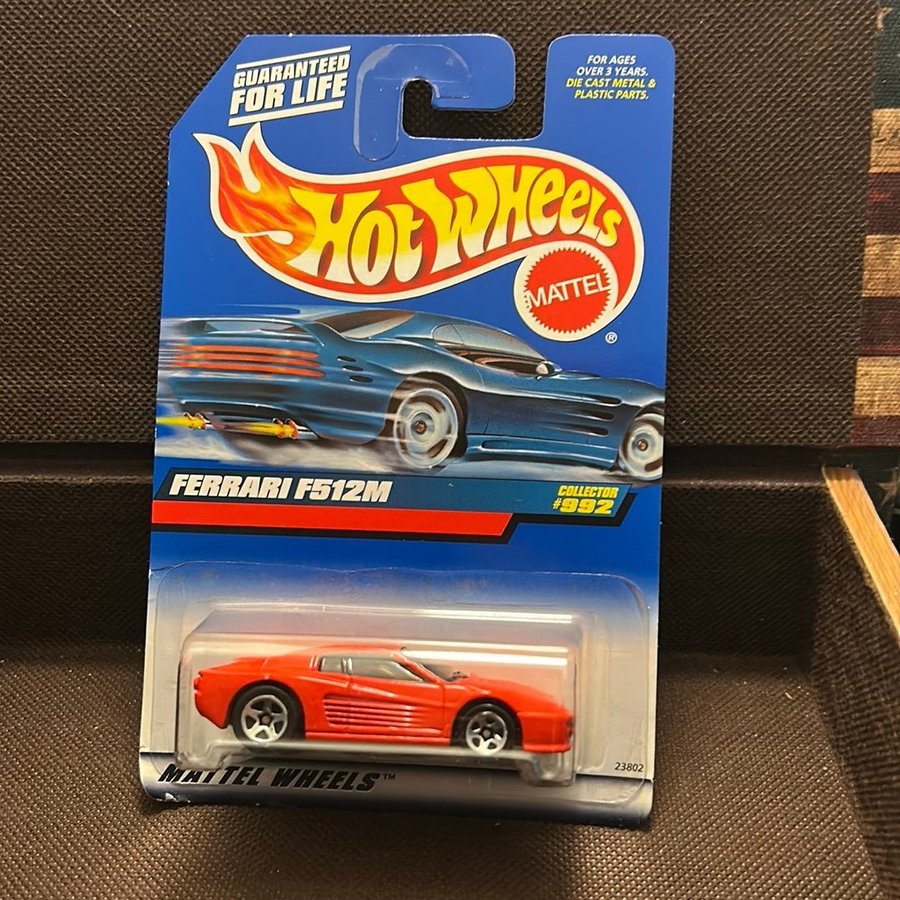 GUARANTEED
FOR LIFE
FOR AGES
OVER 3 YEARS.
DIE CAST METAL &
PLASTIC PARTS.
HOT WHEELS
MATTEL
®
FERRARI F512M
COLLECTOR
#992
23802
MATTEL WHEELS™